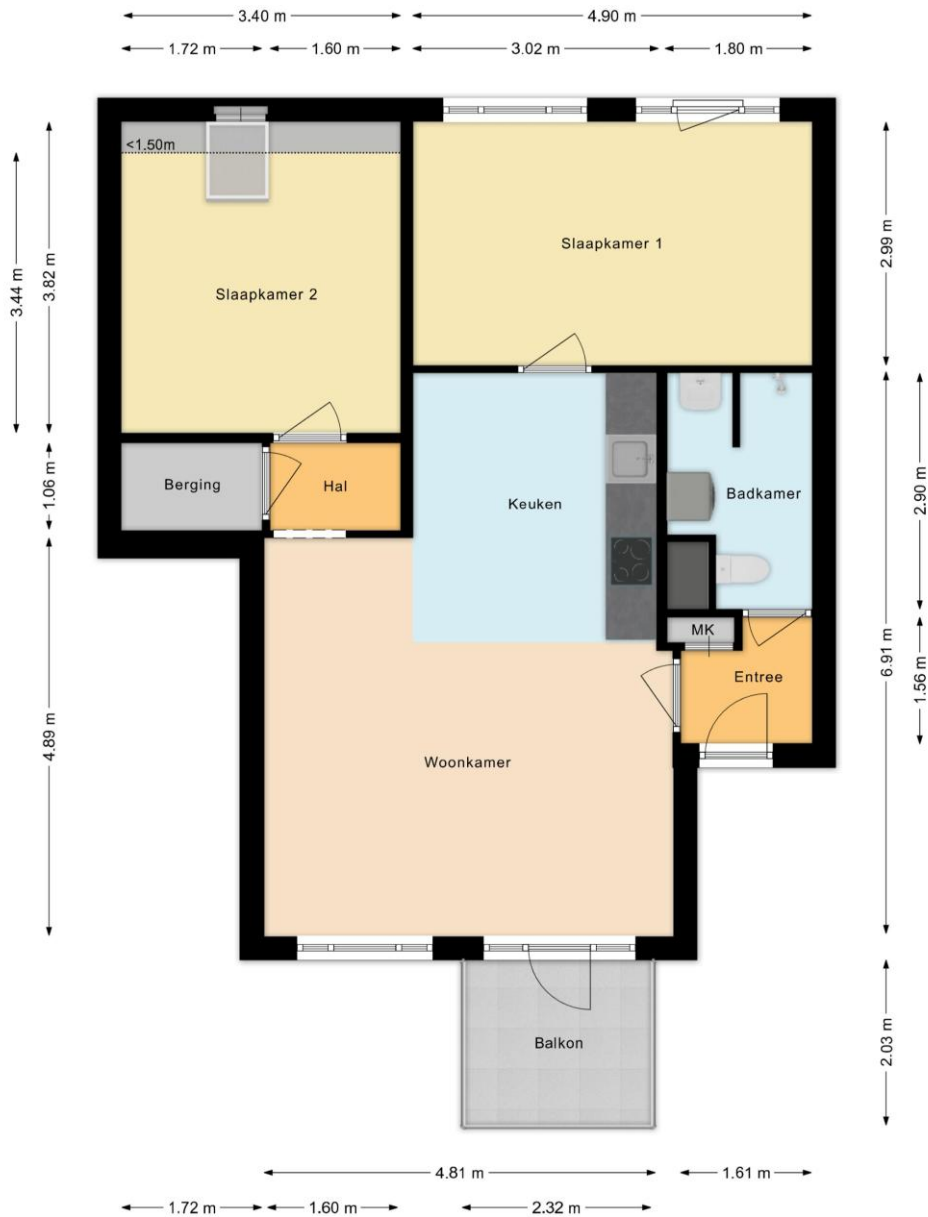 3.40 m
4.90 m
1.72 m
1.60 m
3.02 m
1.80 m
<1.50m
Slaapkamer 1
2.99 m
3.44 m
3.82 m
Slaapkamer 2
Berging
Hal
1.06 m
Keuken
Badkamer
2.90 m
MK
Entree
6.91 m
1.56 m
4.89 m
Woonkamer
Balkon
2.03 m
4.81 m
1.61 m
1.72 m
1.60 m
2.32 m